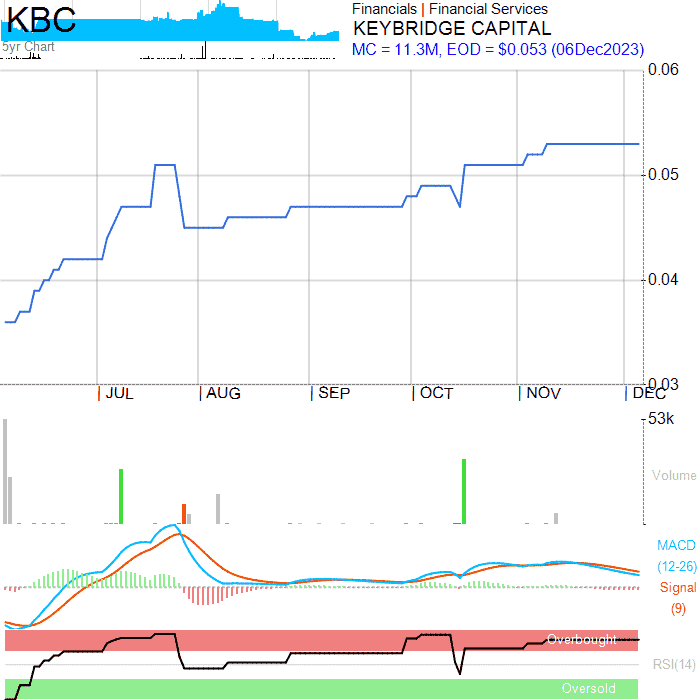 KBC
5yr Chart
Financials | Financial Services
KEYBRIDGE CAPITAL
MC = 11.3M, EOD = $0.053 (06Dec2023)
0.06
0.05
0.04
0.03
JUL AUG SEP OCT NOV DEC
53k
Volume
MACD
(12-26)
Signal
(9)
Overbought
RSI(14)
Oversold